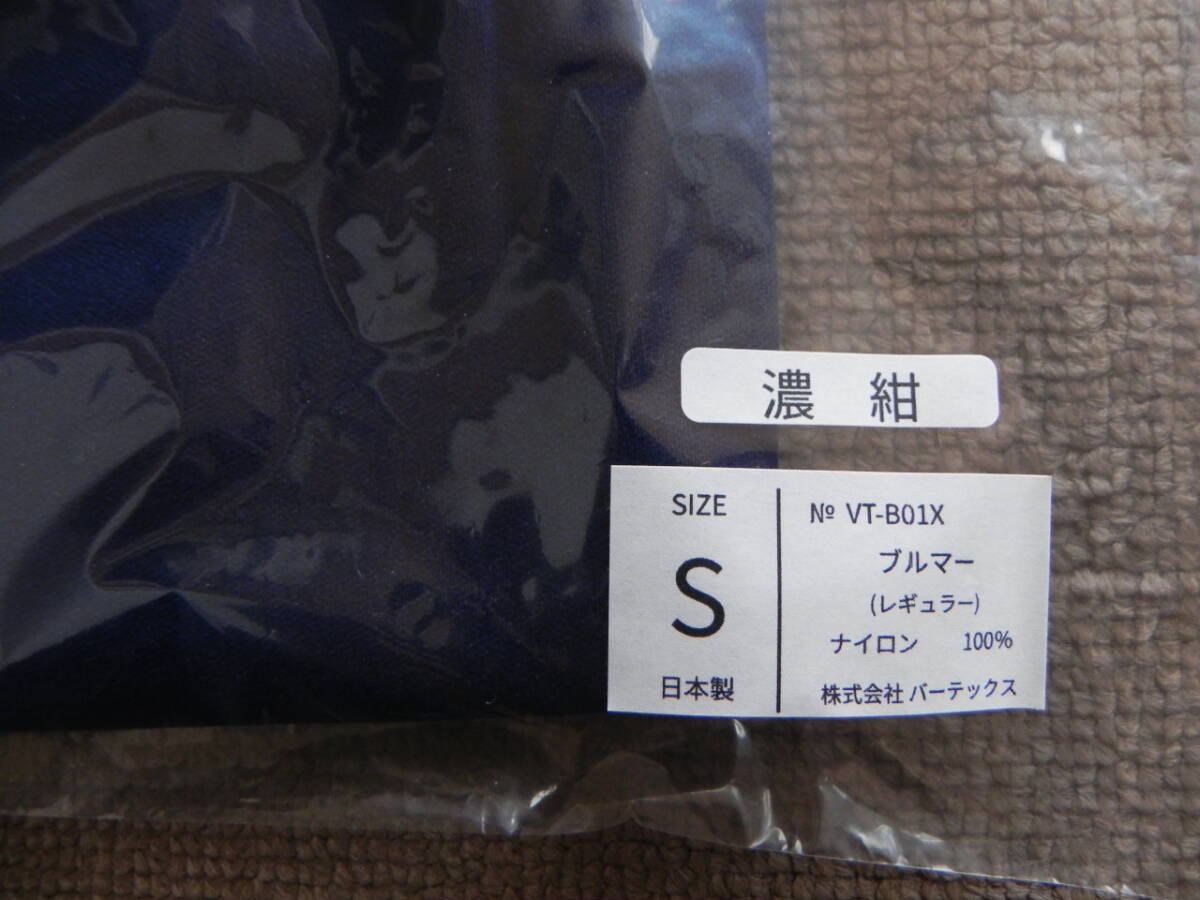 濃 紺
SIZE
S
日本製
№ VT-B01X
ブルマー
(レギュラー)
ナイロン 100%
株式会社 バーテックス